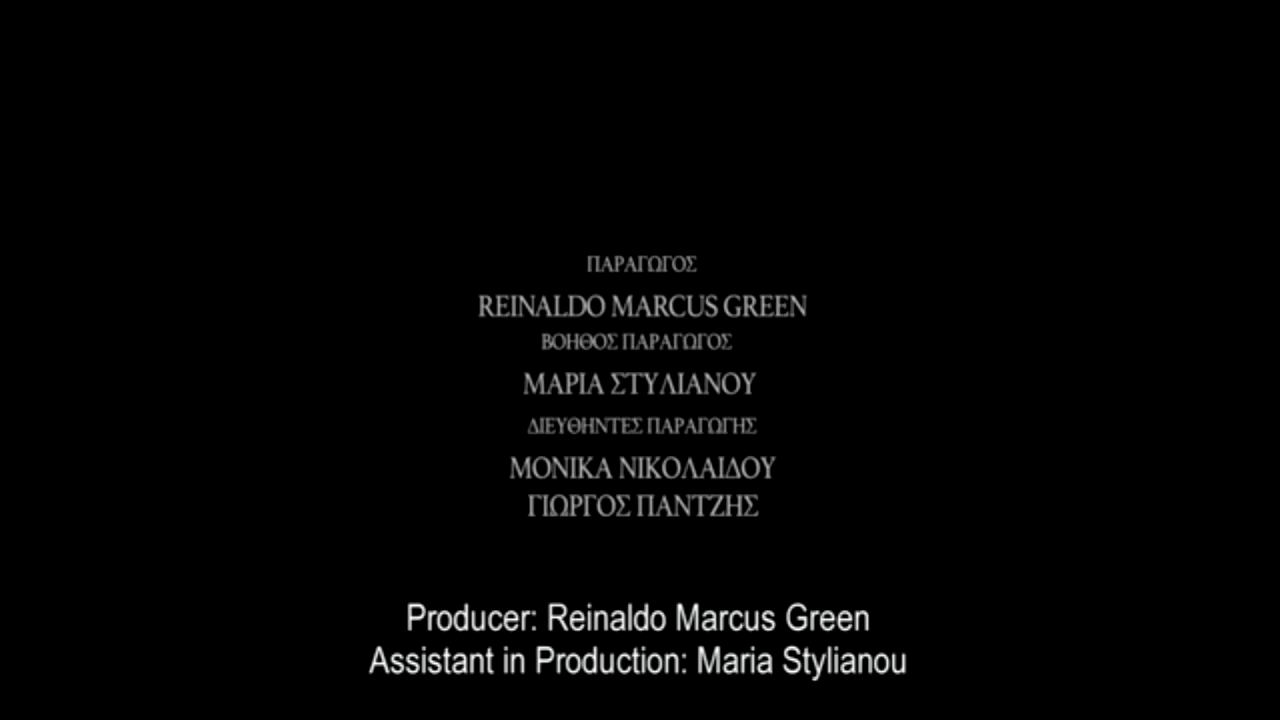 ΠΑΡΑΓΩΓΟΣ
REINALDO MARCUS GREEN
ΒΟΗΘΟΣ ΠΑΡΑΓΩΓΟΣ
ΜΑΡΙΑ ΣΤΥΛΙΑΝΟΥ
ΔΙΕΥΘΗΝΤΕΣ ΠΑΡΑΓΩΓΗΣ
ΜΟΝΙΚΑ ΝΙΚΟΛΑΙΔΟΥ
ΓΙΩΡΓΟΣ ΠΑΝΤΖΗΣ
Producer: Reinaldo Marcus Green
Assistant in Production: Maria Stylianou